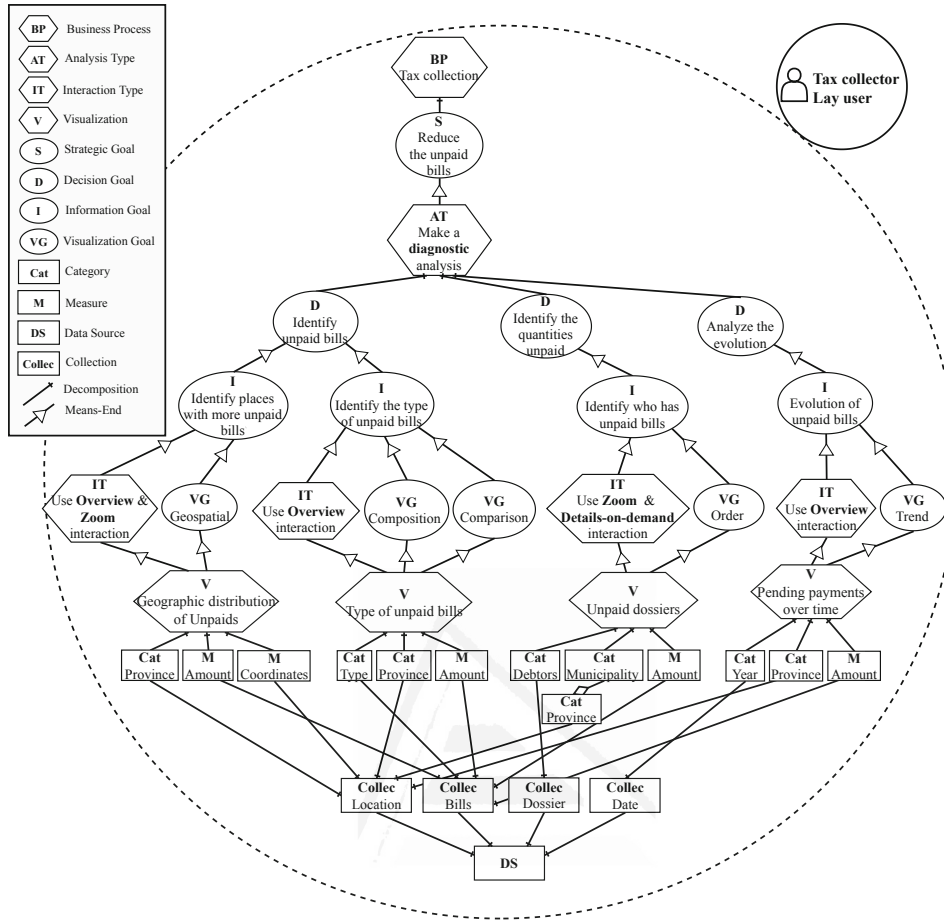 BP Business Process
AT Analysis Type
IT Interaction Type
V Visualization
S Strategic Goal
D Decision Goal
I Information Goal
VG Visualization Goal
Cat Category
M Measure
DS Data Source
Collec Collection
Decomposition
Means-End
Tax collector
Lay user
BP
Tax collection
S
Reduce
the unpaid
bills
AT
Make a
diagnostic
analysis
D
Identify
unpaid bills
D
Identify the
quantities
unpaid
D
Analyze the
evolution
I
Identify places
with more unpaid
bills
I
Identify the type
of unpaid bills
I
Identify who has
unpaid bills
I
Evolution of
unpaid bills
IT
Use Overview &
Zoom
interaction
VG
Geospatial
IT
Use Overview
interaction
VG
Composition
VG
Comparison
IT
Use Zoom &
Details-on-demand
interaction
VG
Order
IT
Use Overview
interaction
VG
Trend
V
Geographic distribution
of Unpaids
V
Type of unpaid bills
V
Unpaid dossiers
V
Pending payments
over time
Cat
Province
M
Amount
M
Coordinates
Cat
Type
Cat
Province
M
Amount
Cat
Debtors
Cat
Municipality
M
Amount
Cat
Province
Cat
Year
Cat
Province
M
Amount
Collec
Location
Collec
Bills
Collec
Dossier
Collec
Date
DS